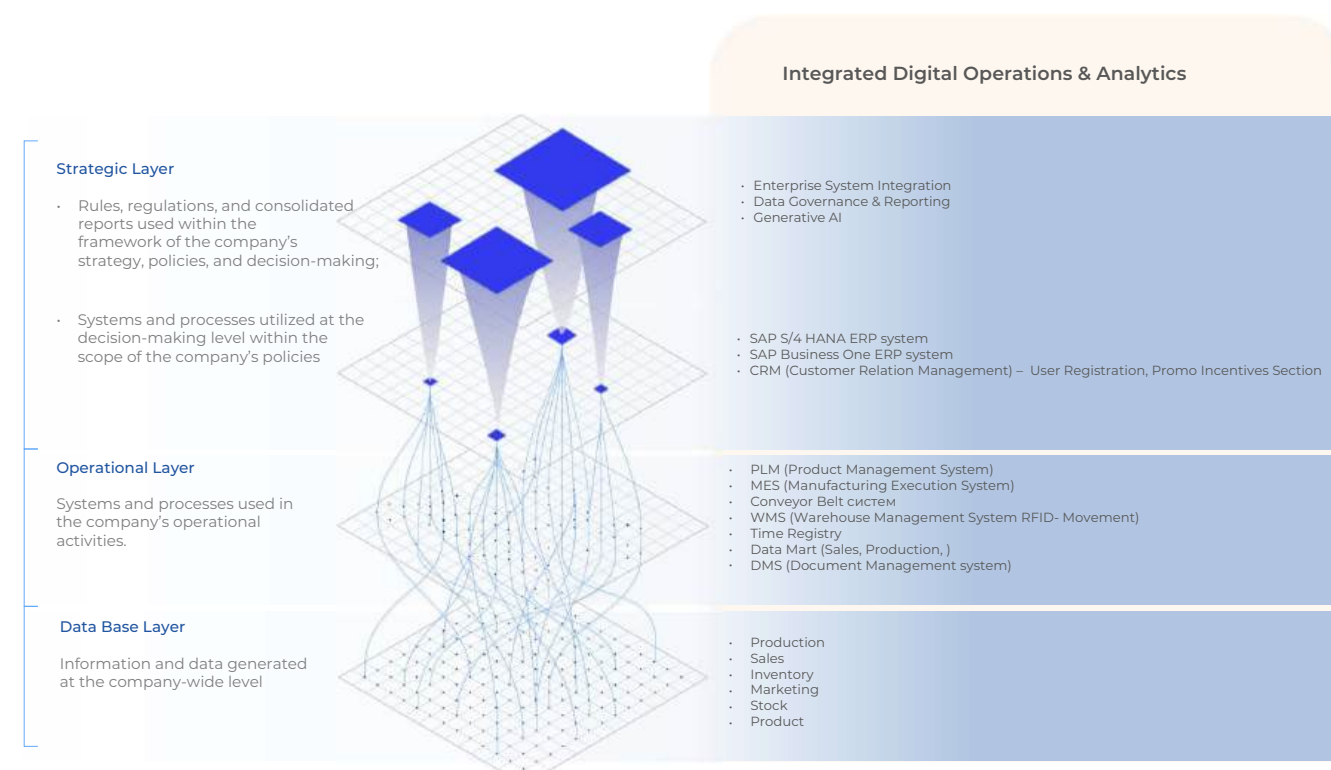 Integrated Digital Operations & Analytics
Strategic Layer
• Rules, regulations, and consolidated
reports used within the
framework of the company's
strategy, policies, and decision-making;
• Systems and processes utilized at the
decision-making level within the
scope of the company's policies
• Enterprise System Integration
• Data Governance & Reporting
• Generative AI
• SAP S/4 HANA ERP system
• SAP Business One ERP system
• CRM (Customer Relation Management) – User Registration, Promo Incentives Section
Operational Layer
Systems and processes used in
the company's operational
activities.
• PLM (Product Management System)
• MES (Manufacturing Execution System)
• Conveyor Belt систем
• WMS (Warehouse Management System RFID- Movement)
• Time Registry
• Data Mart (Sales, Production, )
• DMS (Document Management system)
Data Base Layer
Information and data generated
at the company-wide level
• Production
• Sales
• Inventory
• Marketing
• Stock
• Product